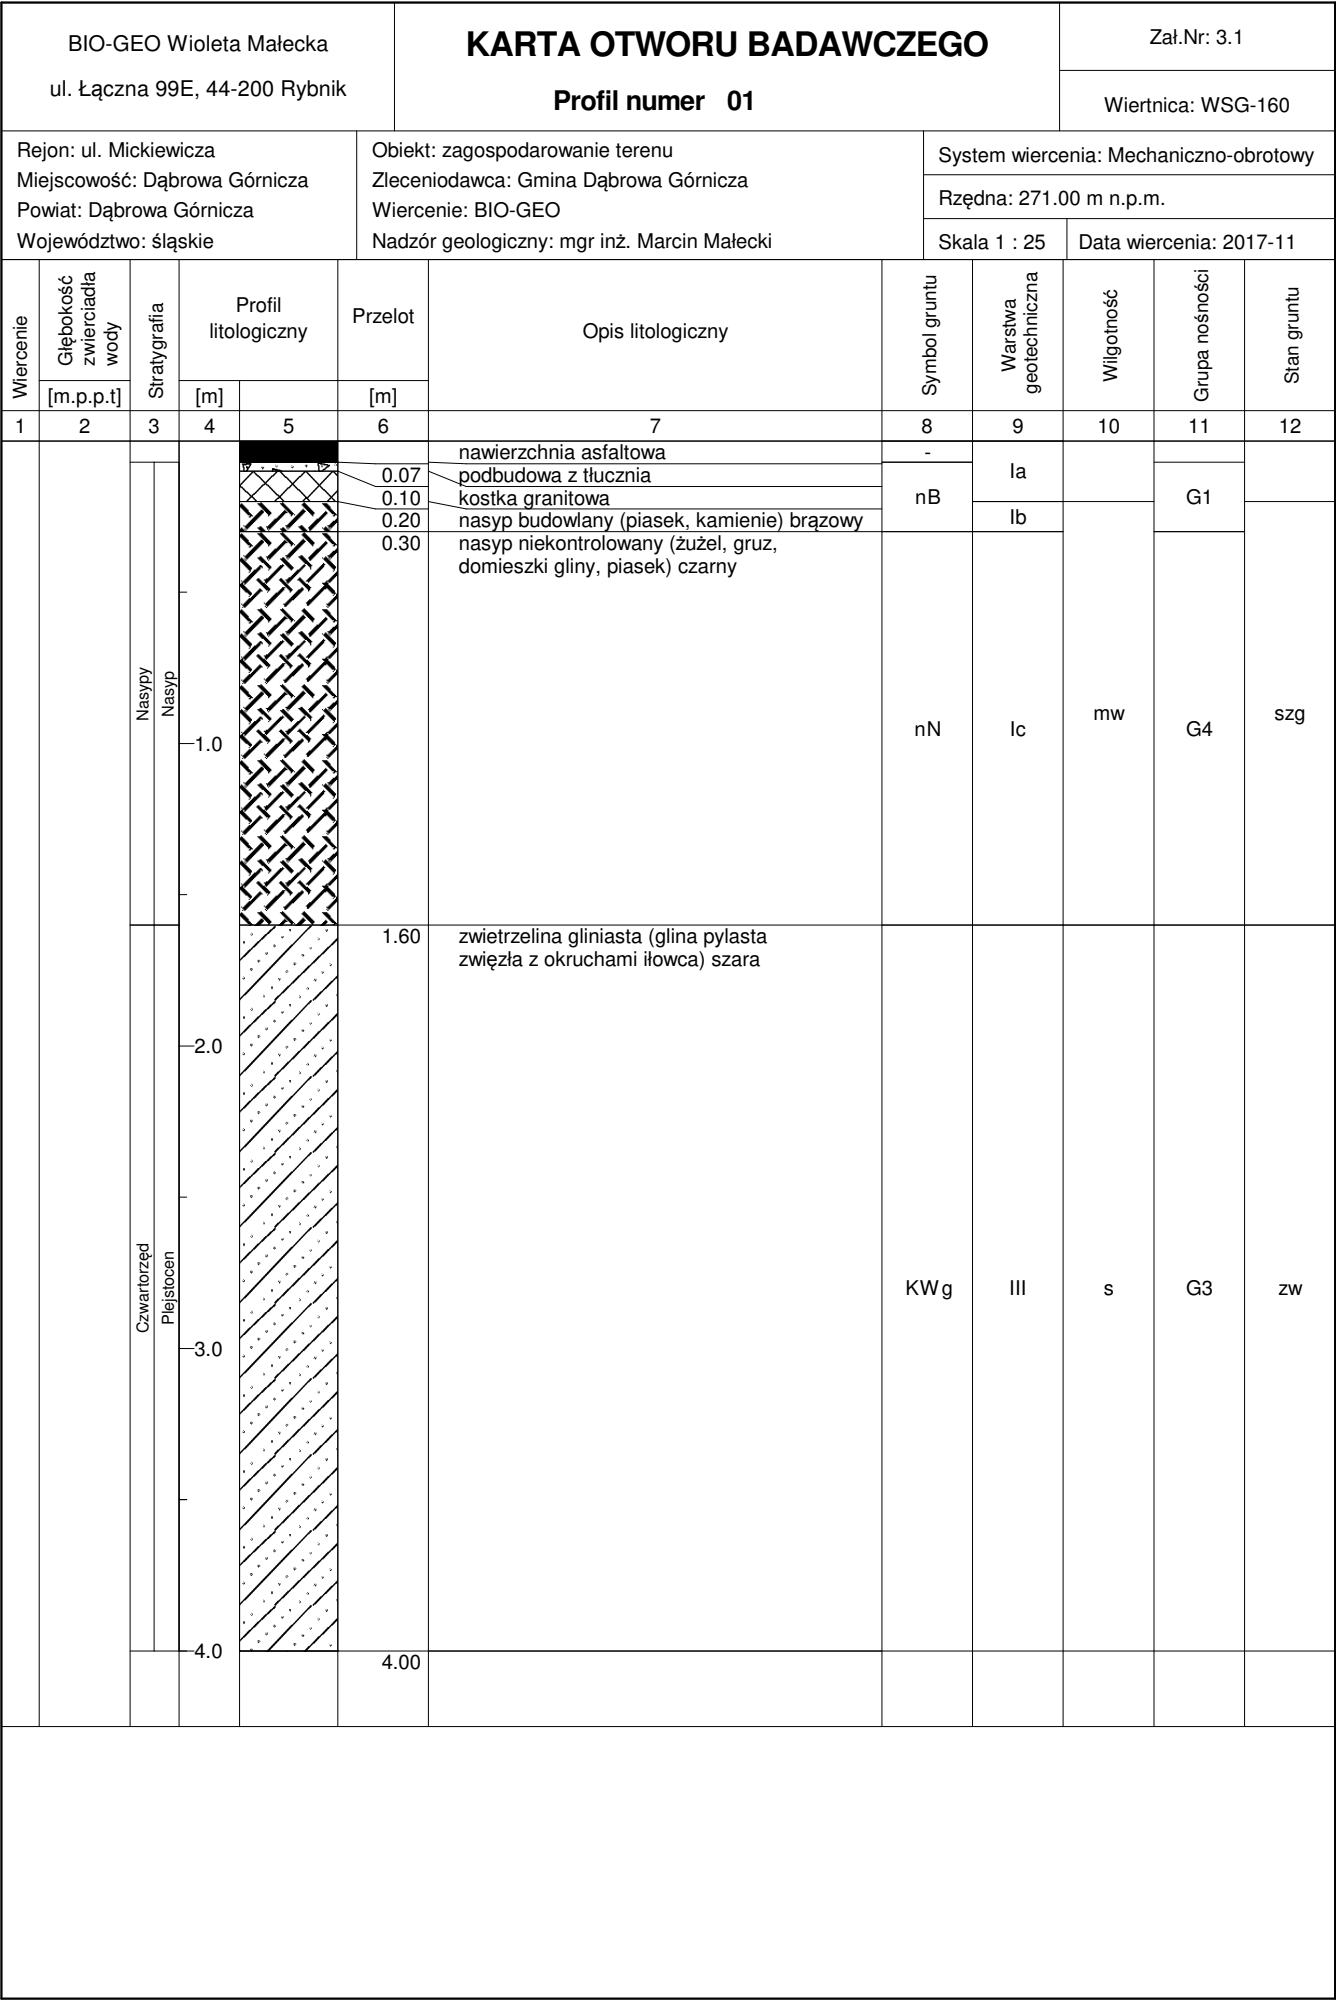 BIO-GEO Wioleta Małecka
ul. Łączna 99E, 44-200 Rybnik
KARTA OTWORU BADAWCZEGO
Profil numer 01
Zał.Nr: 3.1
Wiertnica: WSG-160
Rejon: ul. Mickiewicza
Miejscowość: Dąbrowa Górnicza
Powiat: Dąbrowa Górnicza
Województwo: śląskie
Obiekt: zagospodarowanie terenu
Zleceniodawca: Gmina Dąbrowa Górnicza
Wiercenie: BIO-GEO
Nadzór geologiczny: mgr inż. Marcin Małecki
System wiercenia: Mechaniczno-obrotowy
Rzędna: 271.00 m n.p.m.
Skala 1 : 25
Data wiercenia: 2017-11
Wiercenie
Głębokość
zwierciadła
wody
[m.p.p.t]
Stratygrafia
Profil
litologiczny
[m]
Przelot
[m]
Opis litologiczny
Symbol gruntu
Warstwa
geotechniczna
Wilgotność
Grupa nośności
Stan gruntu
1 2 3 4 5 6 7 8 9 10 11 12
nawierzchnia asfaltowa -
0.07 podbudowa z tłucznia Ia
0.10 kostka granitowa nB G1
0.20 nasyp budowlany (piasek, kamienie) brązowy Ib
0.30 nasyp niekontrolowany (żużel, gruz,
domieszki gliny, piasek) czarny
Nasypy
Nasyp
1.0
nN Ic mw G4 szg
1.60 zwietrzelina gliniasta (glina pylasta
zwięzła z okruchami iłowca) szara
2.0
Czwartorzęd
Plejstocen
KWg III s G3 zw
3.0
4.0
4.00